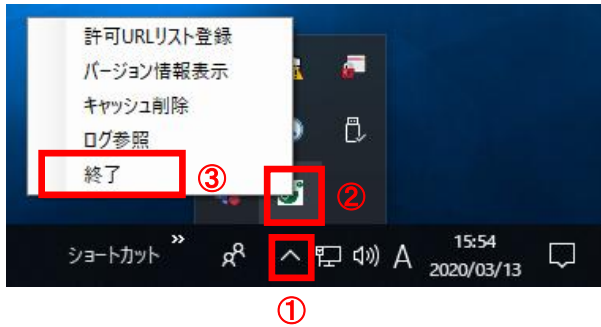 許可URLリスト登録
バージョン情報表示
キャッシュ削除
ログ参照
終了
③
②
ショートカット
»
A
15:54
2020/03/13
①